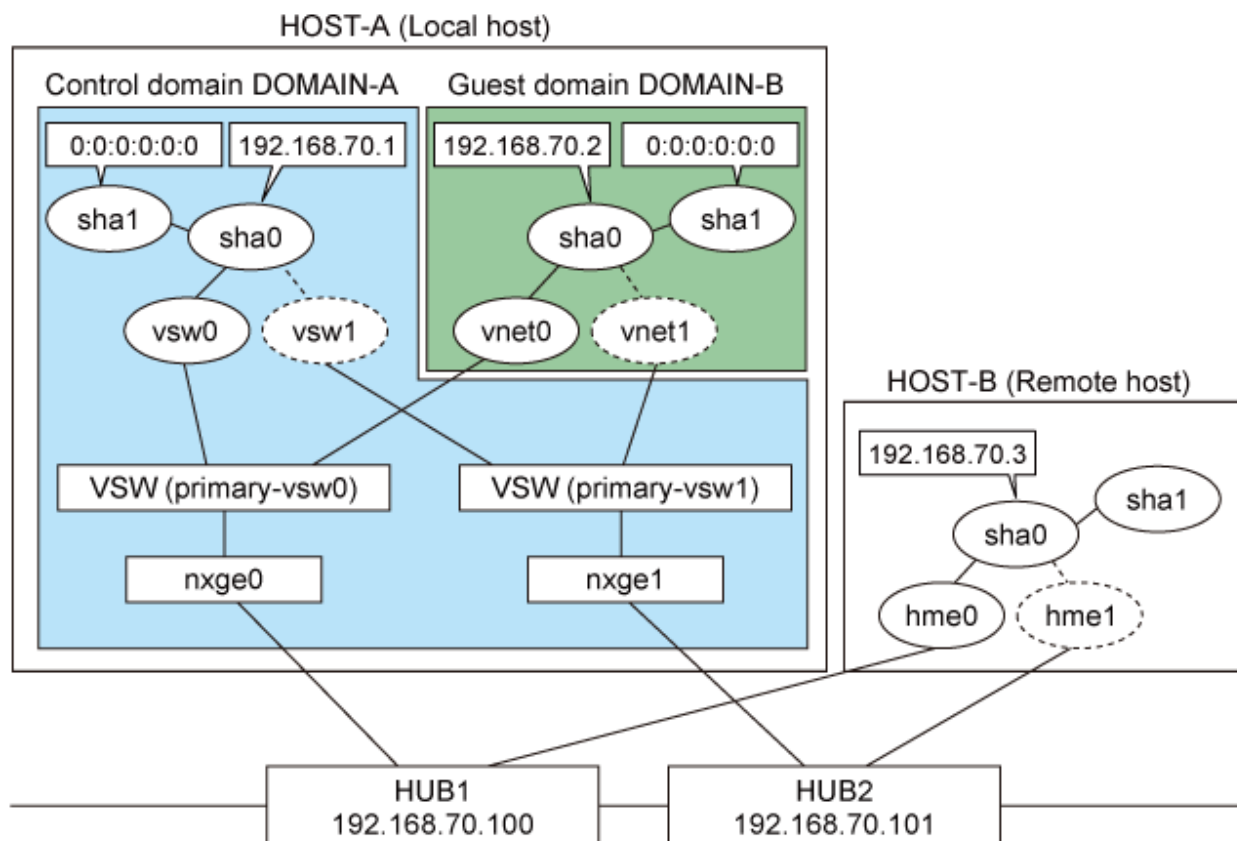 HOST-A (Local host)
Control domain DOMAIN-A
Guest domain DOMAIN-B
0:0:0:0:0:0
192.168.70.1
192.168.70.2
0:0:0:0:0:0
sha1
sha0
sha0
sha1
vsw0
vsw1
vnet0
vnet1
HOST-B (Remote host)
192.168.70.3
VSW (primary-vsw0)
VSW (primary-vsw1)
sha1
sha0
nxge0
nxge1
hme0
hme1
HUB1
192.168.70.100
HUB2
192.168.70.101